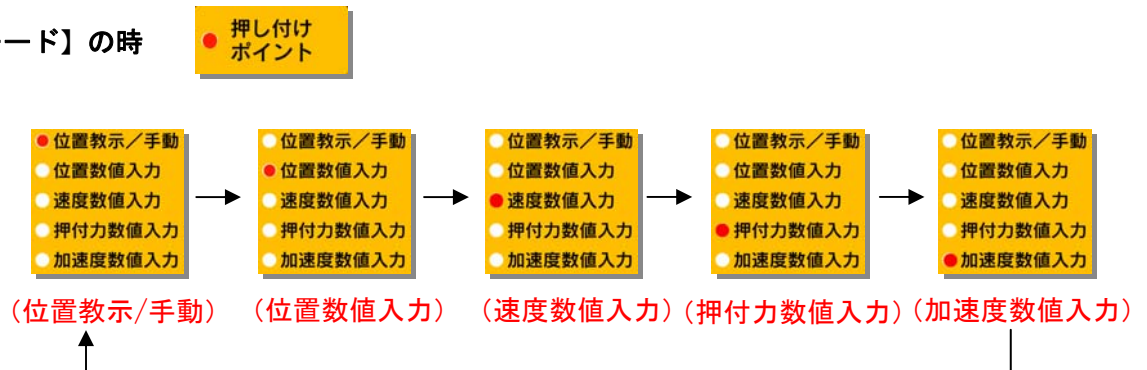 ード】の時
押し付け
ポイント
位置教示／手動
位置数値入力
速度数値入力
押付力数値入力
加速度数値入力
位置教示／手動
位置数値入力
速度数値入力
押付力数値入力
加速度数値入力
位置教示／手動
位置数値入力
速度数値入力
押付力数値入力
加速度数値入力
位置教示／手動
位置数値入力
速度数値入力
押付力数値入力
加速度数値入力
位置教示／手動
位置数値入力
速度数値入力
押付力数値入力
加速度数値入力
(位置教示/手動) (位置数値入力) (速度数値入力) (押付力数値入力) (加速度数値入力)